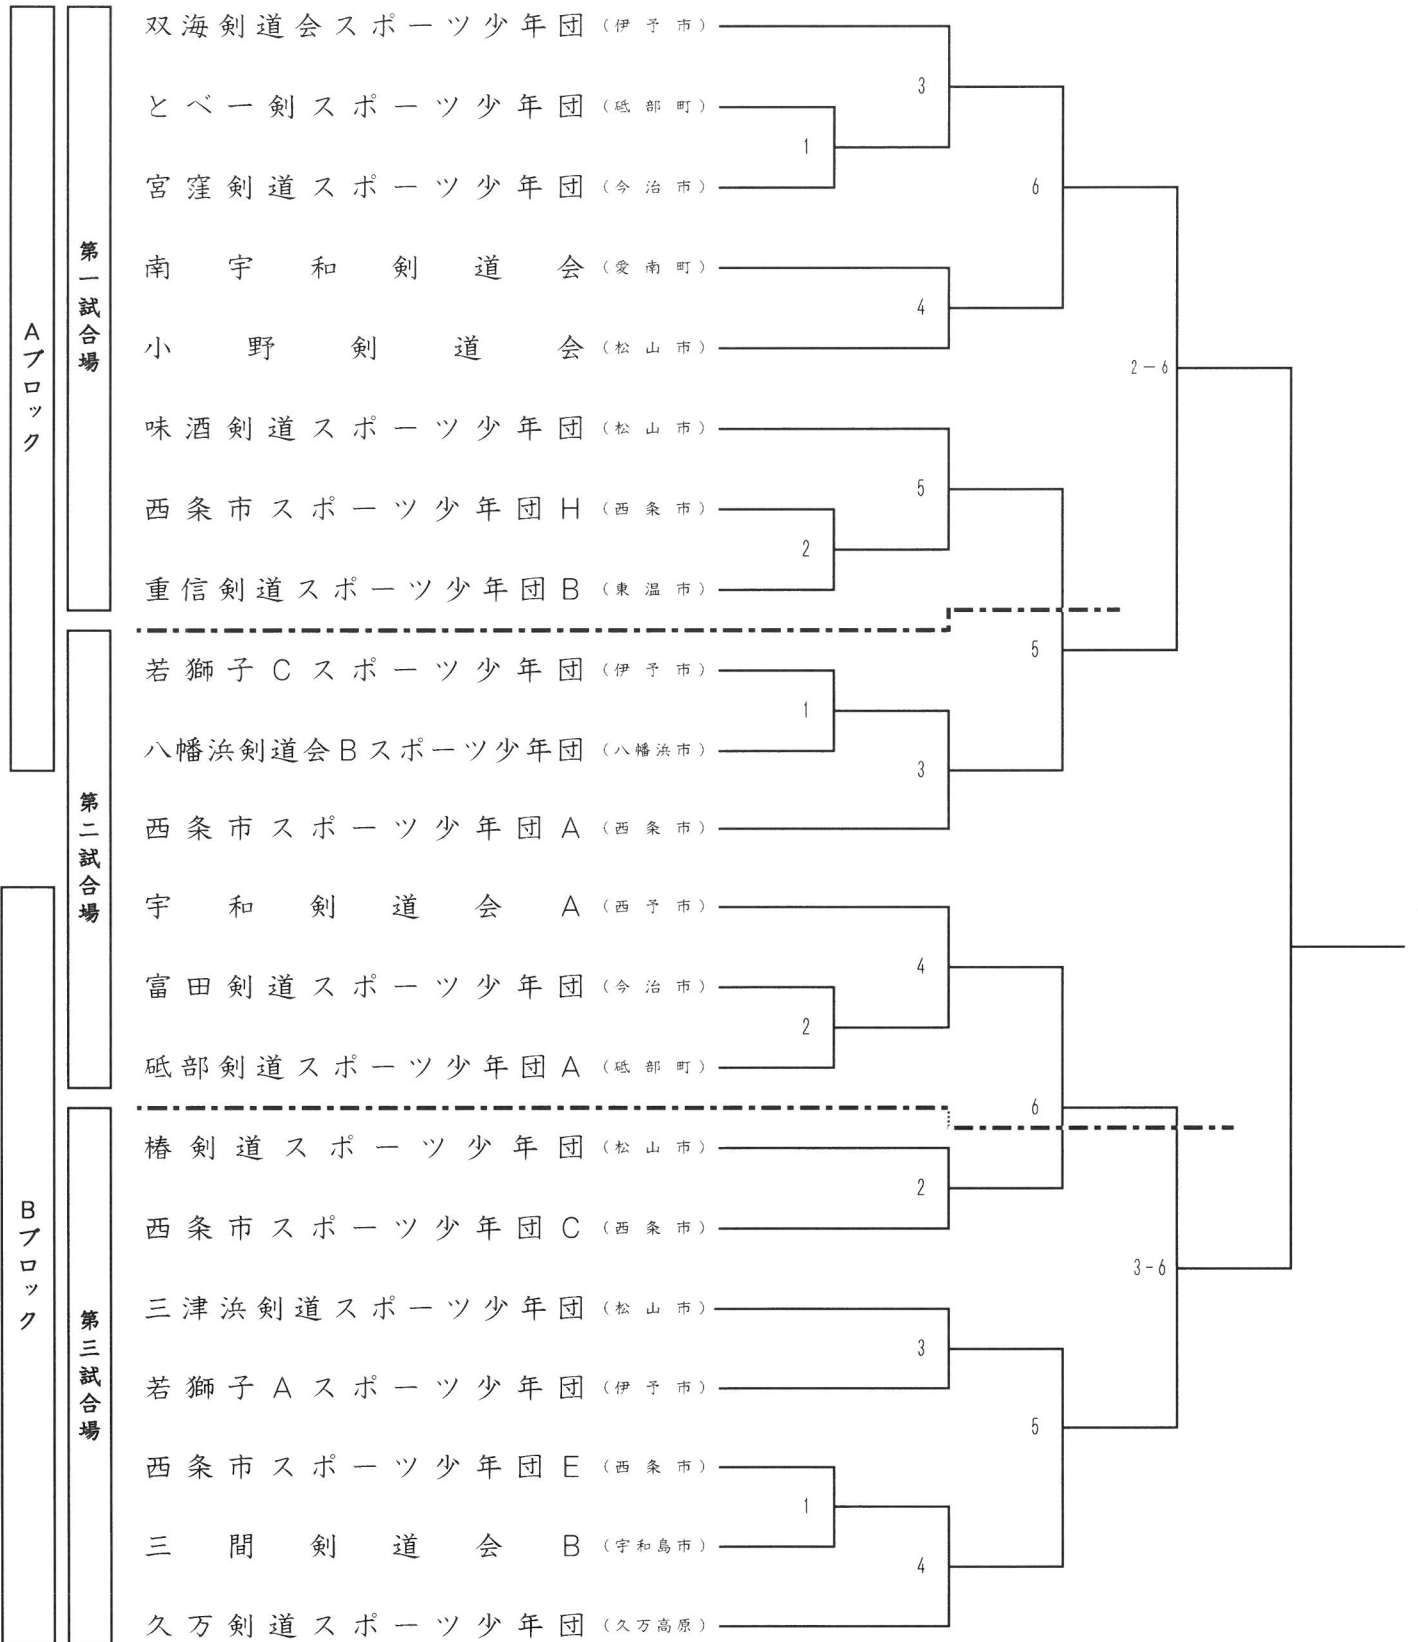 Aブロック
第一試合場
双海剣道会スポーツ少年団（伊予市）
とべ一剣スポーツ少年団（砥部町）
宮窪剣道スポーツ少年団（今治市）
南宇和剣道会（愛南町）
小野剣道会（松山市）
味酒剣道スポーツ少年団（松山市）
西条市スポーツ少年団H（西条市）
重信剣道スポーツ少年団B（東温市）
3
1
6
4
2－6
5
2
第二試合場
若獅子Cスポーツ少年団（伊予市）
八幡浜剣道会Bスポーツ少年団（八幡浜市）
西条市スポーツ少年団A（西条市）
5
1
3
Bブロック
宇和剣道会A（西予市）
富田剣道スポーツ少年団（今治市）
砥部剣道スポーツ少年団A（砥部町）
4
2
6
第三試合場
椿剣道スポーツ少年団（松山市）
西条市スポーツ少年団C（西条市）
三津浜剣道スポーツ少年団（松山市）
若獅子Aスポーツ少年団（伊予市）
西条市スポーツ少年団E（西条市）
三間剣道会B（宇和島市）
久万剣道スポーツ少年団（久万高原）
2
3-6
3
5
1
4